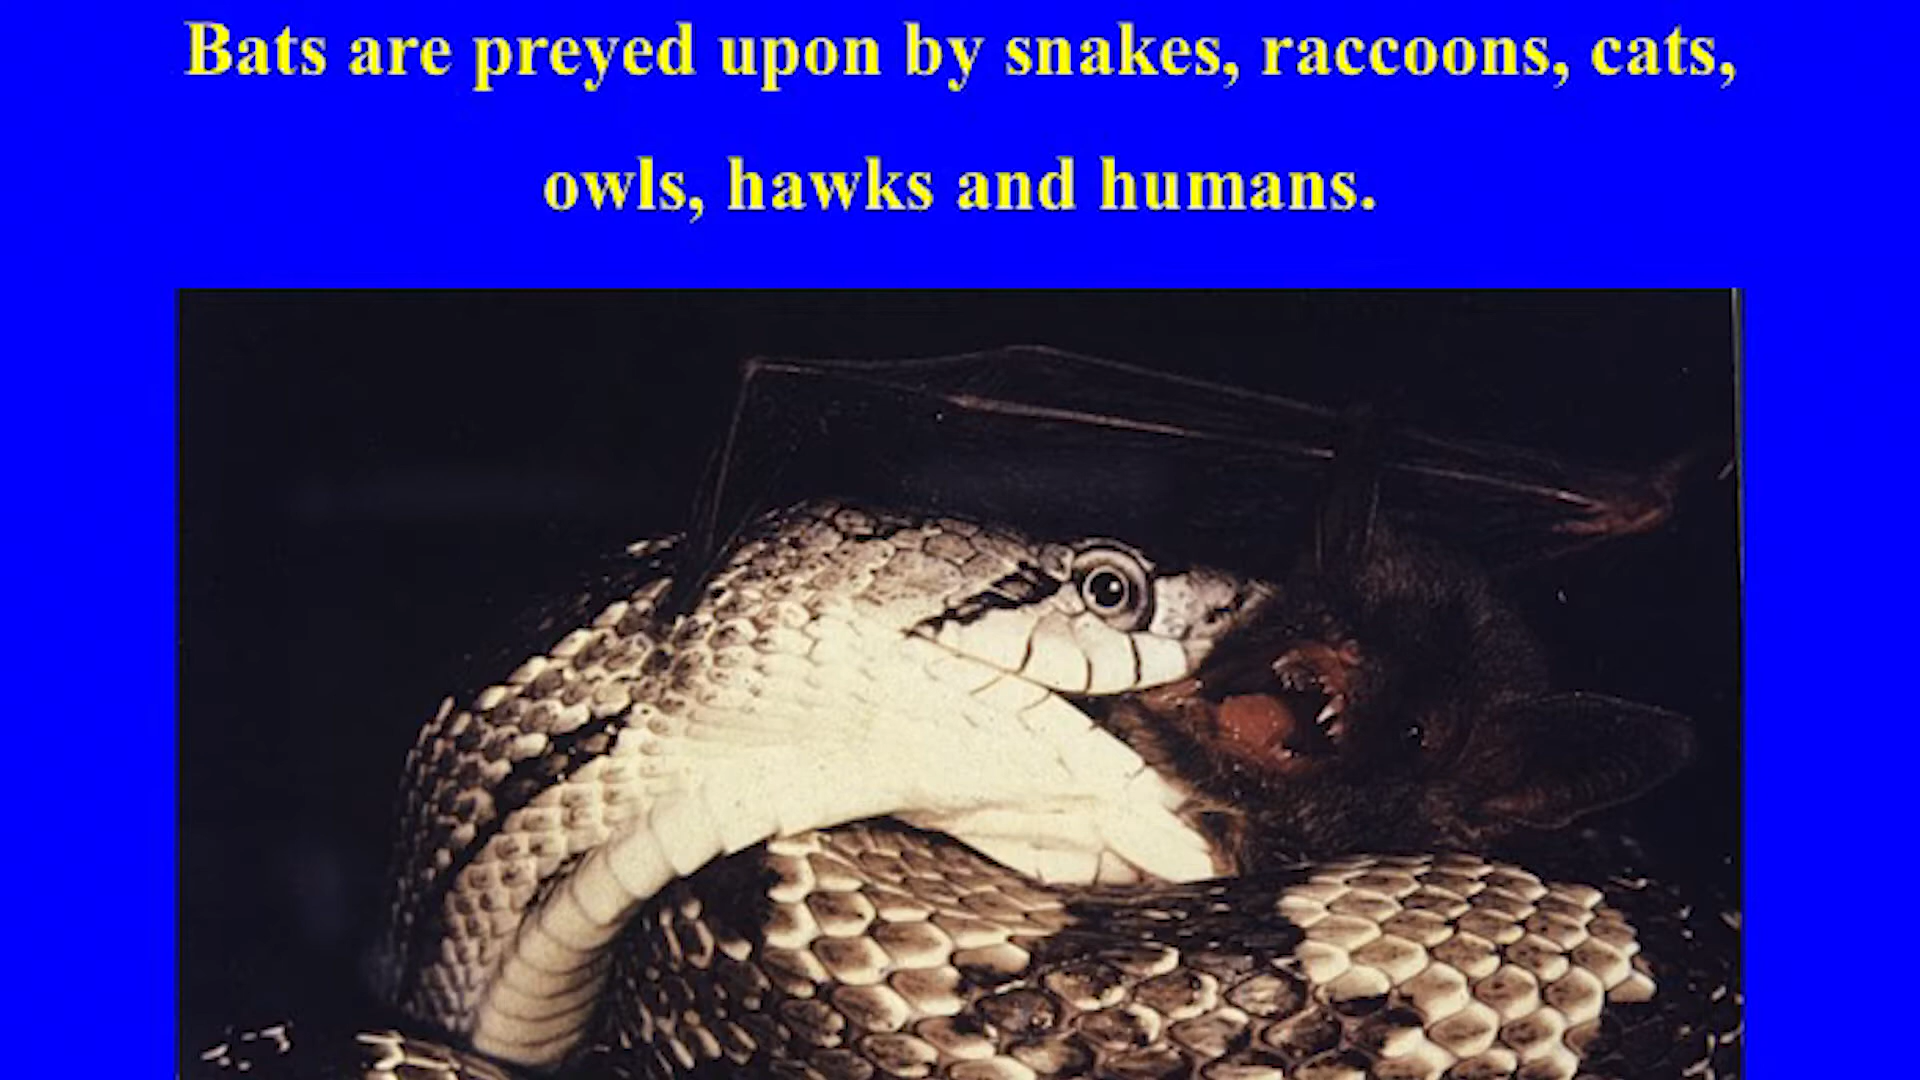 Bats are preyed upon by snakes, raccoons, cats,
owls, hawks and humans.